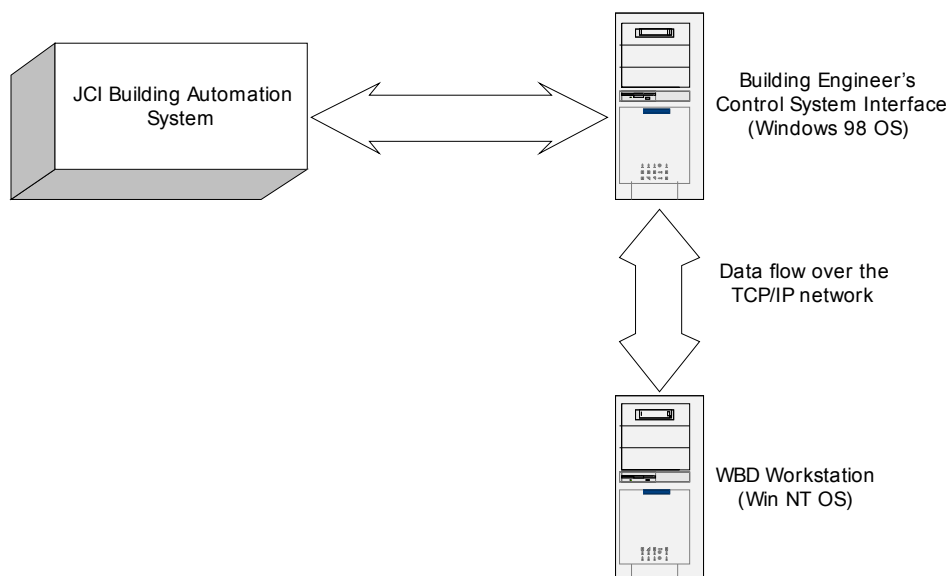 JCI Building Automation
System
Building Engineer's
Control System Interface
(Windows 98 OS)
Data flow over the
TCP/IP network
WBD Workstation
(Win NT OS)